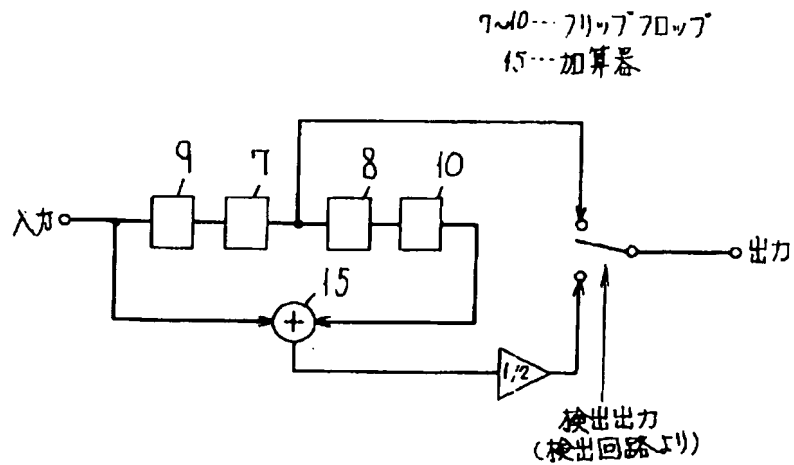 7~10…フリップフロップ
15…加算器
9
7
8
10
入力
15
+
1/2
出力
検出出力
(検出回路より)